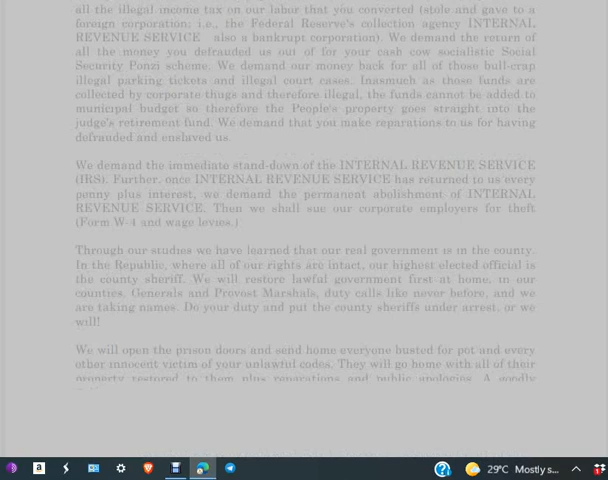 all the illegal income tax on our labor that you converted (stole and gave to a
foreign corporation; i.e., the Federal Reserve's collection agency INTERNAL
REVENUE SERVICE also a bankrupt corporation). We demand the return of
all the money you defrauded us out of for your cash cow socialistic Social
Security Ponzi scheme. We demand our money back for all of those bull-crap
illegal parking tickets and illegal court cases. Inasmuch as those funds are
collected by corporate thugs and therefore illegal, the funds cannot be added to
municipal budget so therefore the People's property goes straight into the
judge's retirement fund. We demand that you make reparations to us for having
defrauded and enslaved us.
We demand the immediate stand-down of the INTERNAL REVENUE SERVICE
(IRS). Further, once INTERNAL REVENUE SERVICE has returned to us every
penny plus interest, we demand the permanent abolishment of INTERNAL
REVENUE SERVICE. Then we shall sue our corporate employers for theft
(Form W-4 and wage levies.)
Through our studies we have learned that our real government is in the county.
In the Republic, where all of our rights are intact, our highest elected official is
the county sheriff. We will restore lawful government first at home, in our
counties. Generals and Provost Marshals, duty calls like never before, and we
are taking names. Do your duty and put the county sheriffs under arrest, or we
will!
We will open the prison doors and send home everyone busted for pot and every
other innocent victim of your unlawful codes. They will go home with all of their
property restored to them plus reparations and public apologies. A godly
29°C Mostly s...